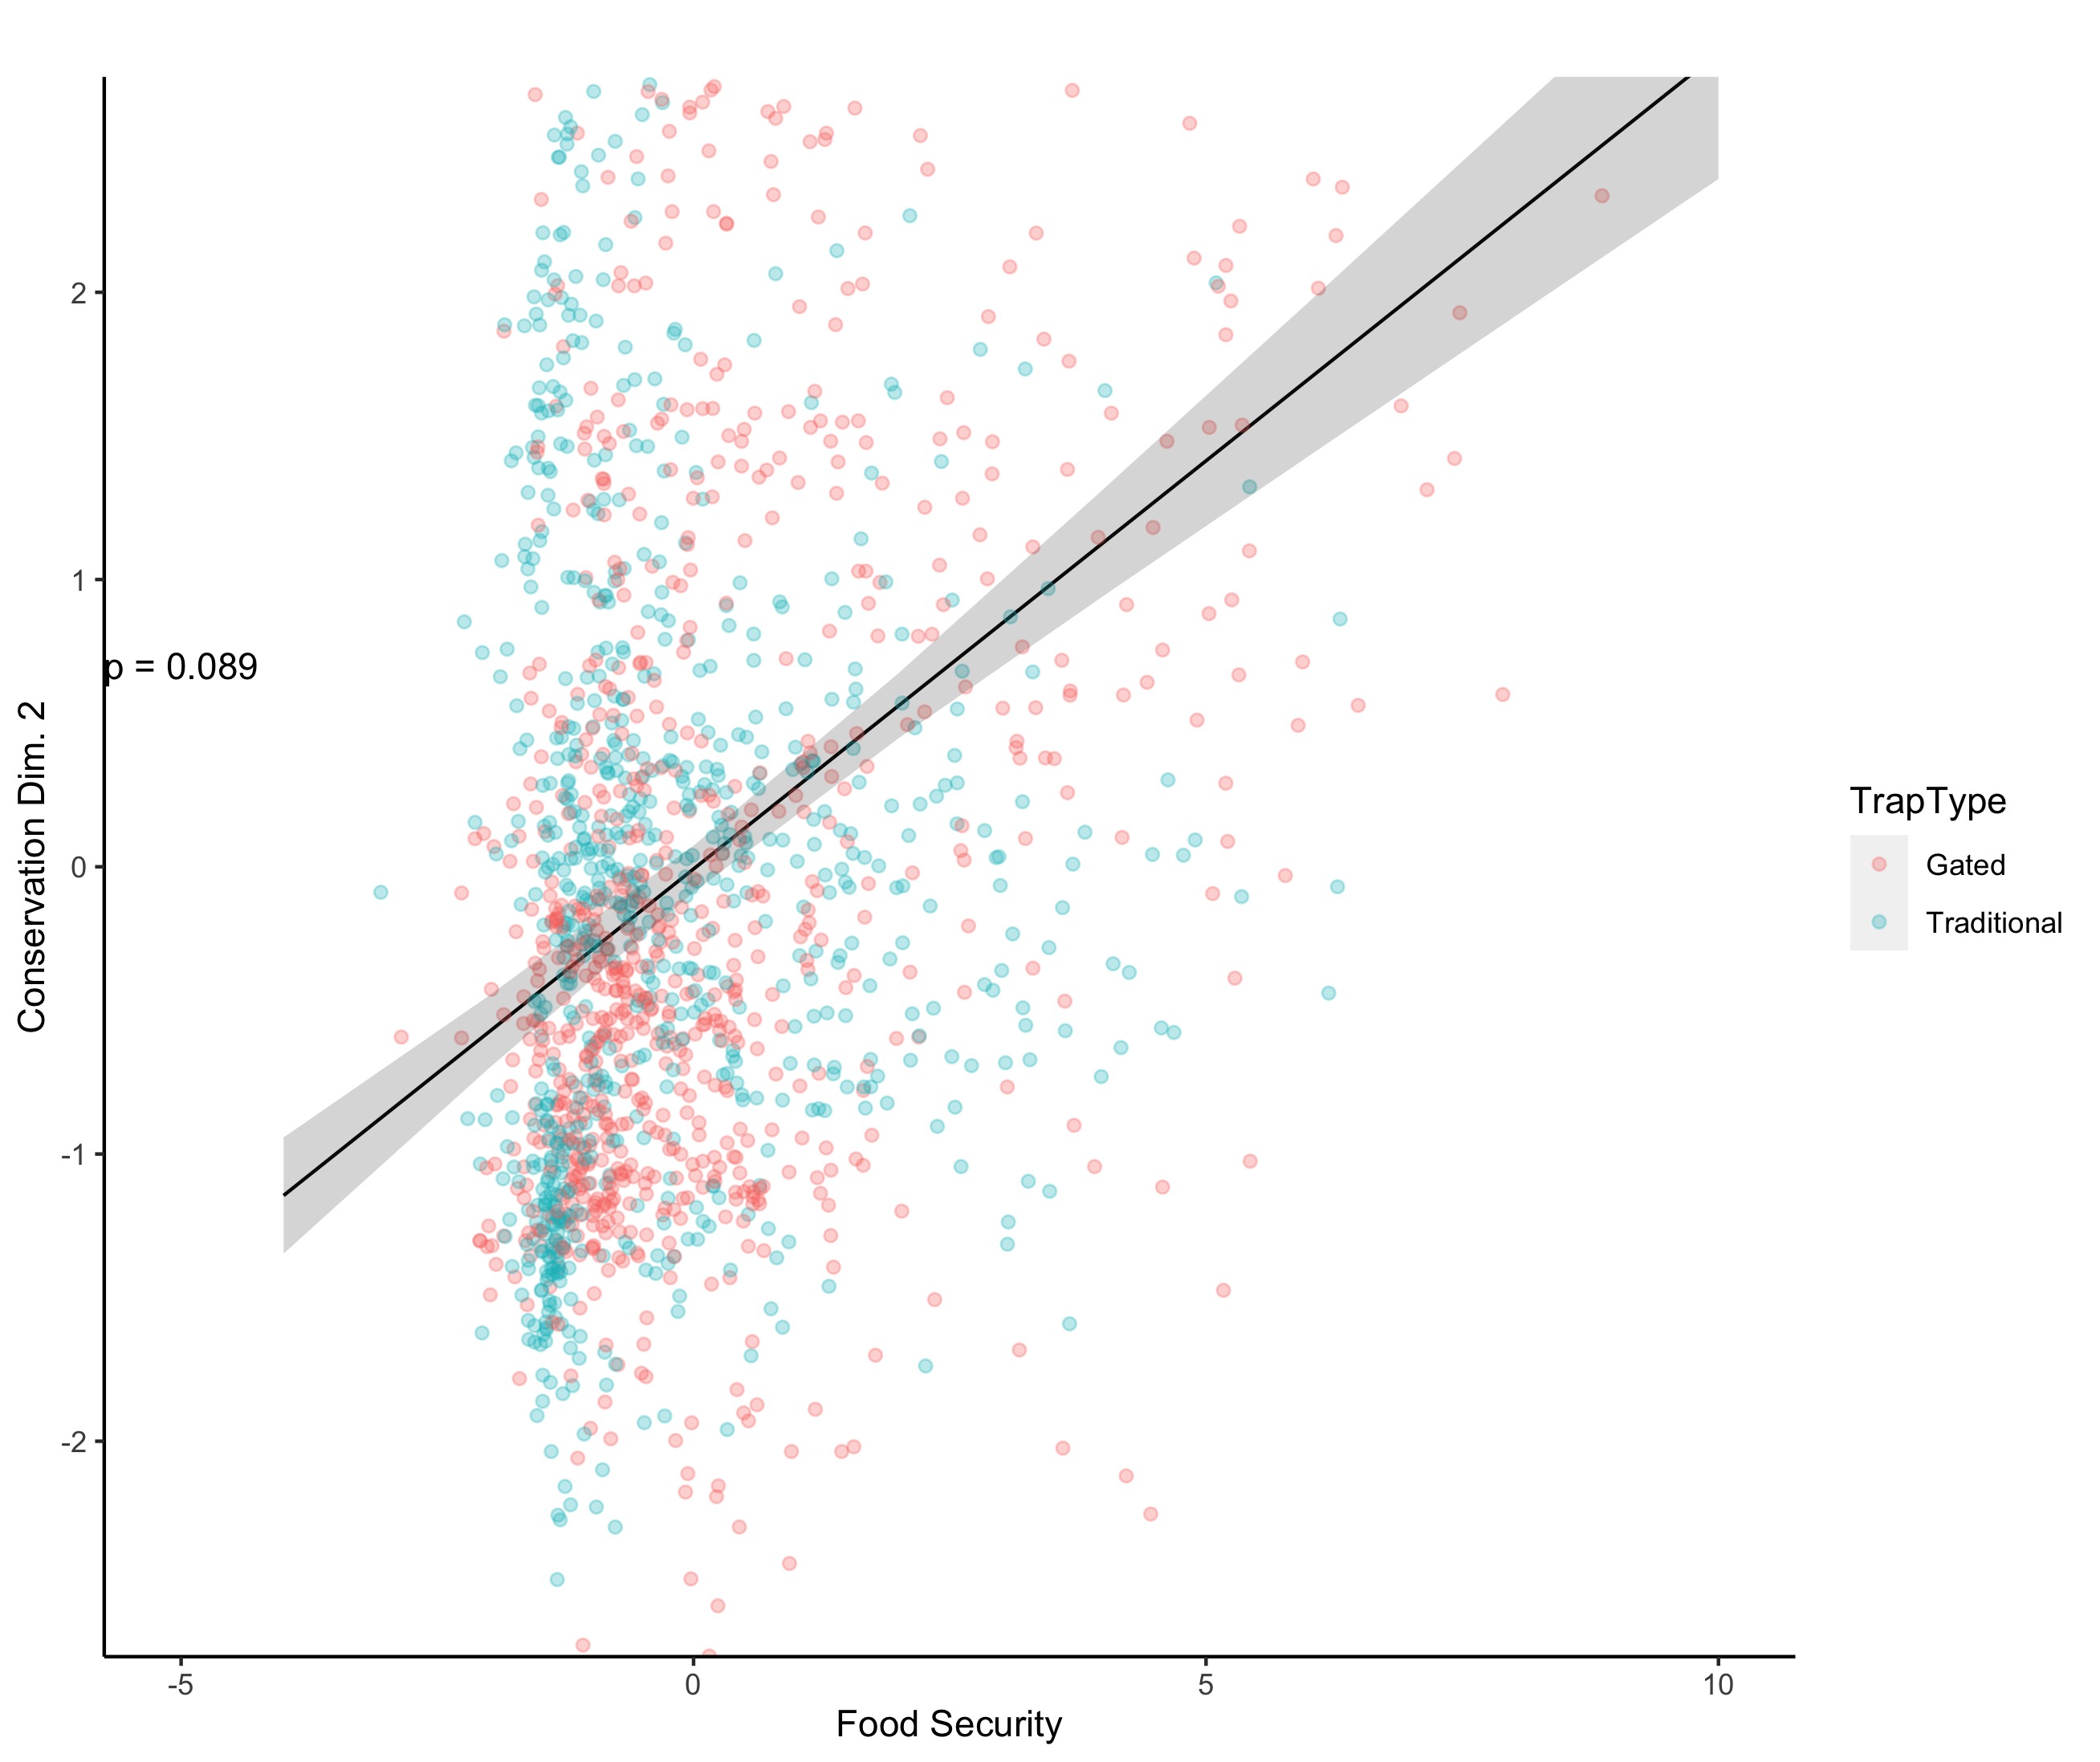 2
1
p = 0.089
0
-1
-2
Conservation Dim. 2
-5 0 5 10
Food Security
TrapType
Gated
Traditional